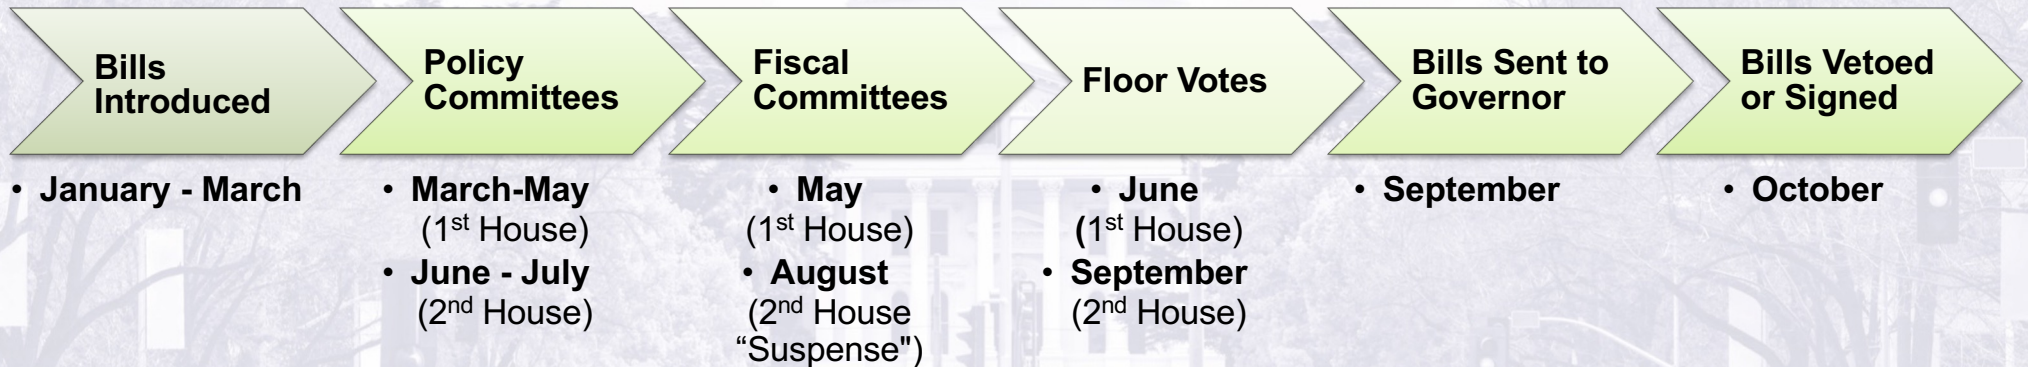 Bills
Introduced
Policy
Committees
Fiscal
Committees
Floor Votes
Bills Sent to
Governor
Bills Vetoed
or Signed
• January - March
• March-May
(1st House)
• June - July
(2nd House)
• May
(1st House)
• August
(2nd House
“Suspense")
• June
(1st House)
• September
(2nd House)
• September
• October